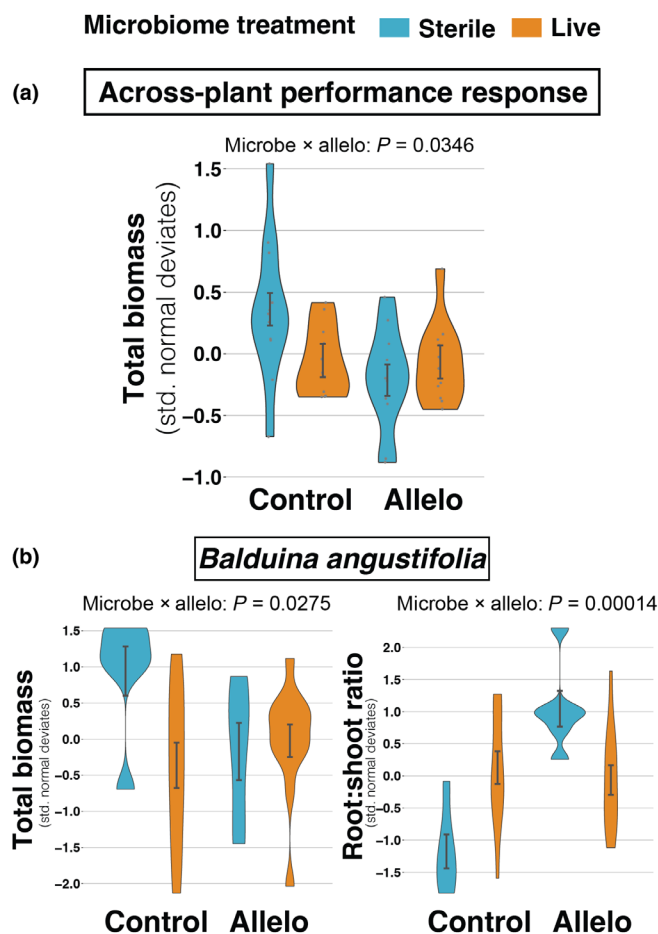 Microbiome treatment Sterile Live
(a)
Across-plant performance response
Microbe × allelo: P = 0.0346
Total biomass
(std. normal deviates)
1.5
1.0
0.5
0.0
−0.5
−1.0
Control Allelo
(b)
Balduina angustifolia
Microbe × allelo: P = 0.0275
Total biomass
(std. normal deviates)
1.5
1.0
0.5
0.0
−0.5
−1.0
−1.5
−2.0
Control Allelo
Microbe × allelo: P = 0.00014
Root:shoot ratio
(std. normal deviates)
2.0
1.5
1.0
0.5
0.0
−0.5
−1.0
−1.5
Control Allelo